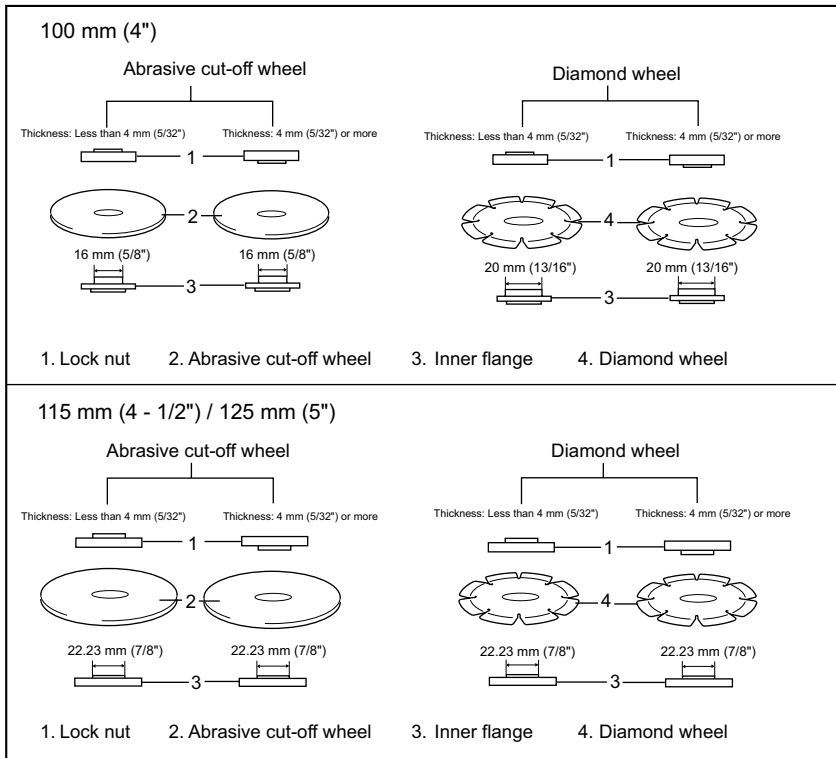 100 mm (4")
Abrasive cut-off wheel
Diamond wheel
Thickness: Less than 4 mm (5/32")
Thickness: 4 mm (5/32") or more
Thickness: Less than 4 mm (5/32")
Thickness: 4 mm (5/32") or more
1
1
2
4
16 mm (5/8")
16 mm (5/8")
20 mm (13/16")
20 mm (13/16")
3
3
1. Lock nut 2. Abrasive cut-off wheel 3. Inner flange 4. Diamond wheel
115 mm (4 - 1/2") / 125 mm (5")
Abrasive cut-off wheel
Diamond wheel
Thickness: Less than 4 mm (5/32")
Thickness: 4 mm (5/32") or more
Thickness: Less than 4 mm (5/32")
Thickness: 4 mm (5/32") or more
1
1
2
4
22.23 mm (7/8")
22.23 mm (7/8")
22.23 mm (7/8")
22.23 mm (7/8")
3
3
1. Lock nut 2. Abrasive cut-off wheel 3. Inner flange 4. Diamond wheel